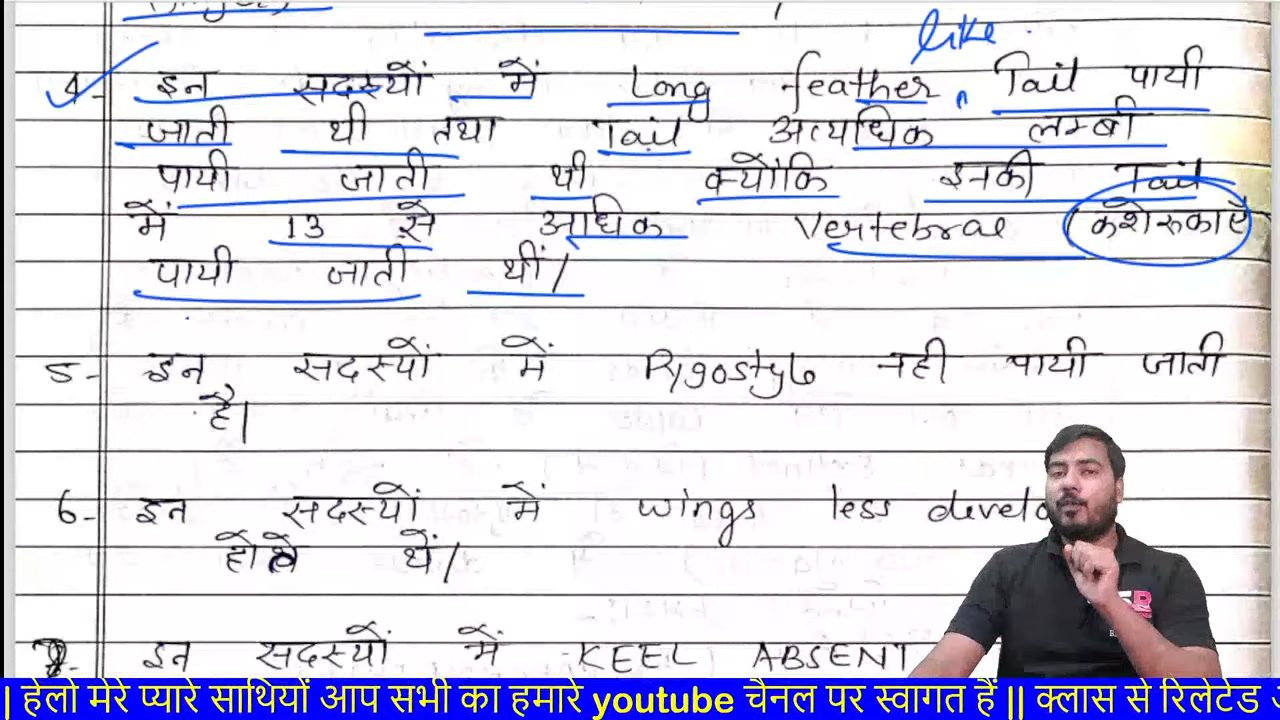 like
4- इन सदस्यों में Long feather Tail पायी
जाती थी तथा Tail अत्यधिक लम्बी
पायी जाती थी क्योंकि इनकी Tail
में 13 से अधिक Vertebrae (कशेरूकाऐ)
पायी जाती थीं।
5- इन सदस्यों में Pygostyle नही पायी जाती
है।
6- इन सदस्यों में wings less
होते थें।
7- इन सदस्यों में KEEL ABSENT
| हेलो मेरे प्यारे साथियों आप सभी का हमारे youtube चैनल पर स्वागत हैं || क्लास से रिलेटेड